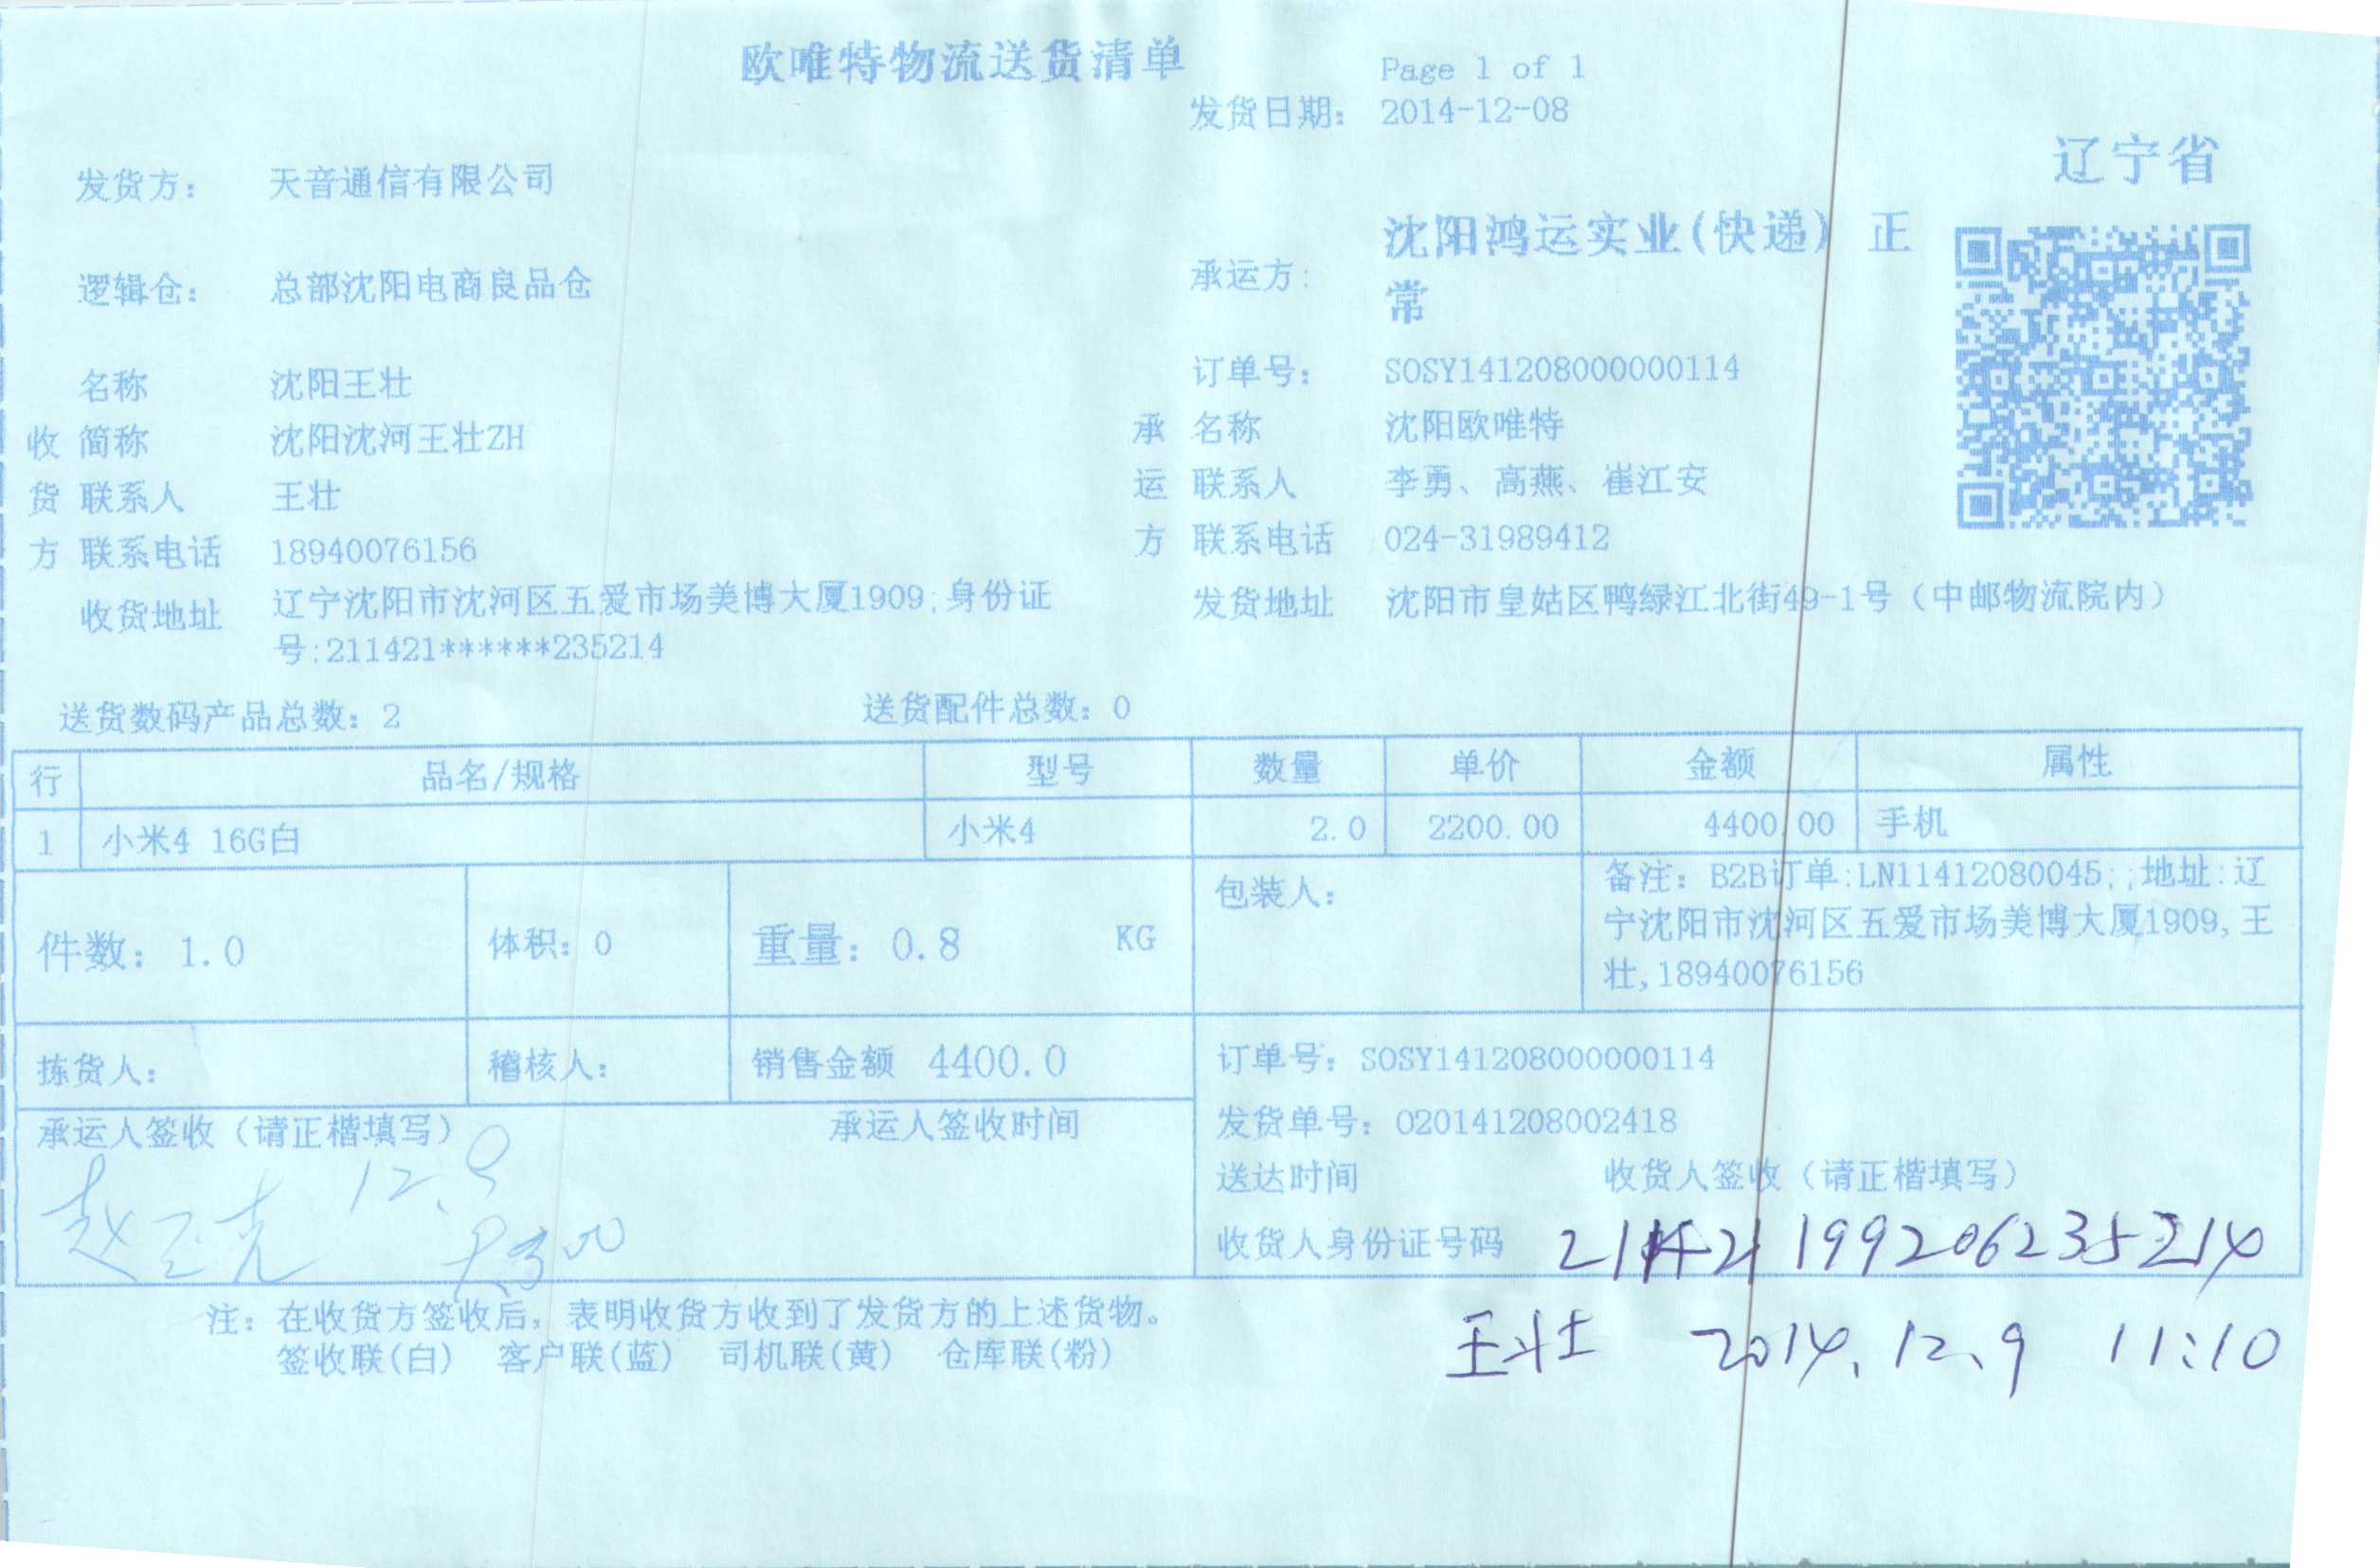 欧唯特物流送货清单
Page 1 of 1
发货日期: 2014-12-08
辽宁省
发货方: 天音通信有限公司
承运方: 沈阳鸿运实业(快递) 正
常
逻辑仓: 总部沈阳电商良品仓
订单号: SOSY141208000000114
名称 沈阳王壮
承 名称 沈阳欧唯特
收 简称 沈阳沈河王壮ZH
运 联系人 李勇、高燕、崔江安
货 联系人 王壮
方 联系电话 024-31989412
方 联系电话 18940076156
发货地址 沈阳市皇姑区鸭绿江北街49-1号（中邮物流院内）
收货地址 辽宁沈阳市沈河区五爱市场美博大厦1909;身份证
号:211421******235214
送货数码产品总数: 2 送货配件总数: 0
行 品名/规格 型号 数量 单价 金额 属性
1 小米4 16G白 小米4 2.0 2200.00 4400.00 手机
件数: 1.0 体积: 0 重量: 0.8 KG 包装人:
备注: B2B订单:LN11412080045;;地址:辽
宁沈阳市沈河区五爱市场美博大厦1909,王
壮,18940076156
拣货人: 稽核人: 销售金额 4400.0
订单号: SOSY141208000000114
承运人签收（请正楷填写） 承运人签收时间
发货单号: 020141208002418
12.9
送达时间 收货人签收（请正楷填写）
收货人身份证号码 211421199206235214
注: 在收货方签收后, 表明收货方收到了发货方的上述货物。
签收联(白) 客户联(蓝) 司机联(黄) 仓库联(粉)
王壮 2014.12.9 11:10